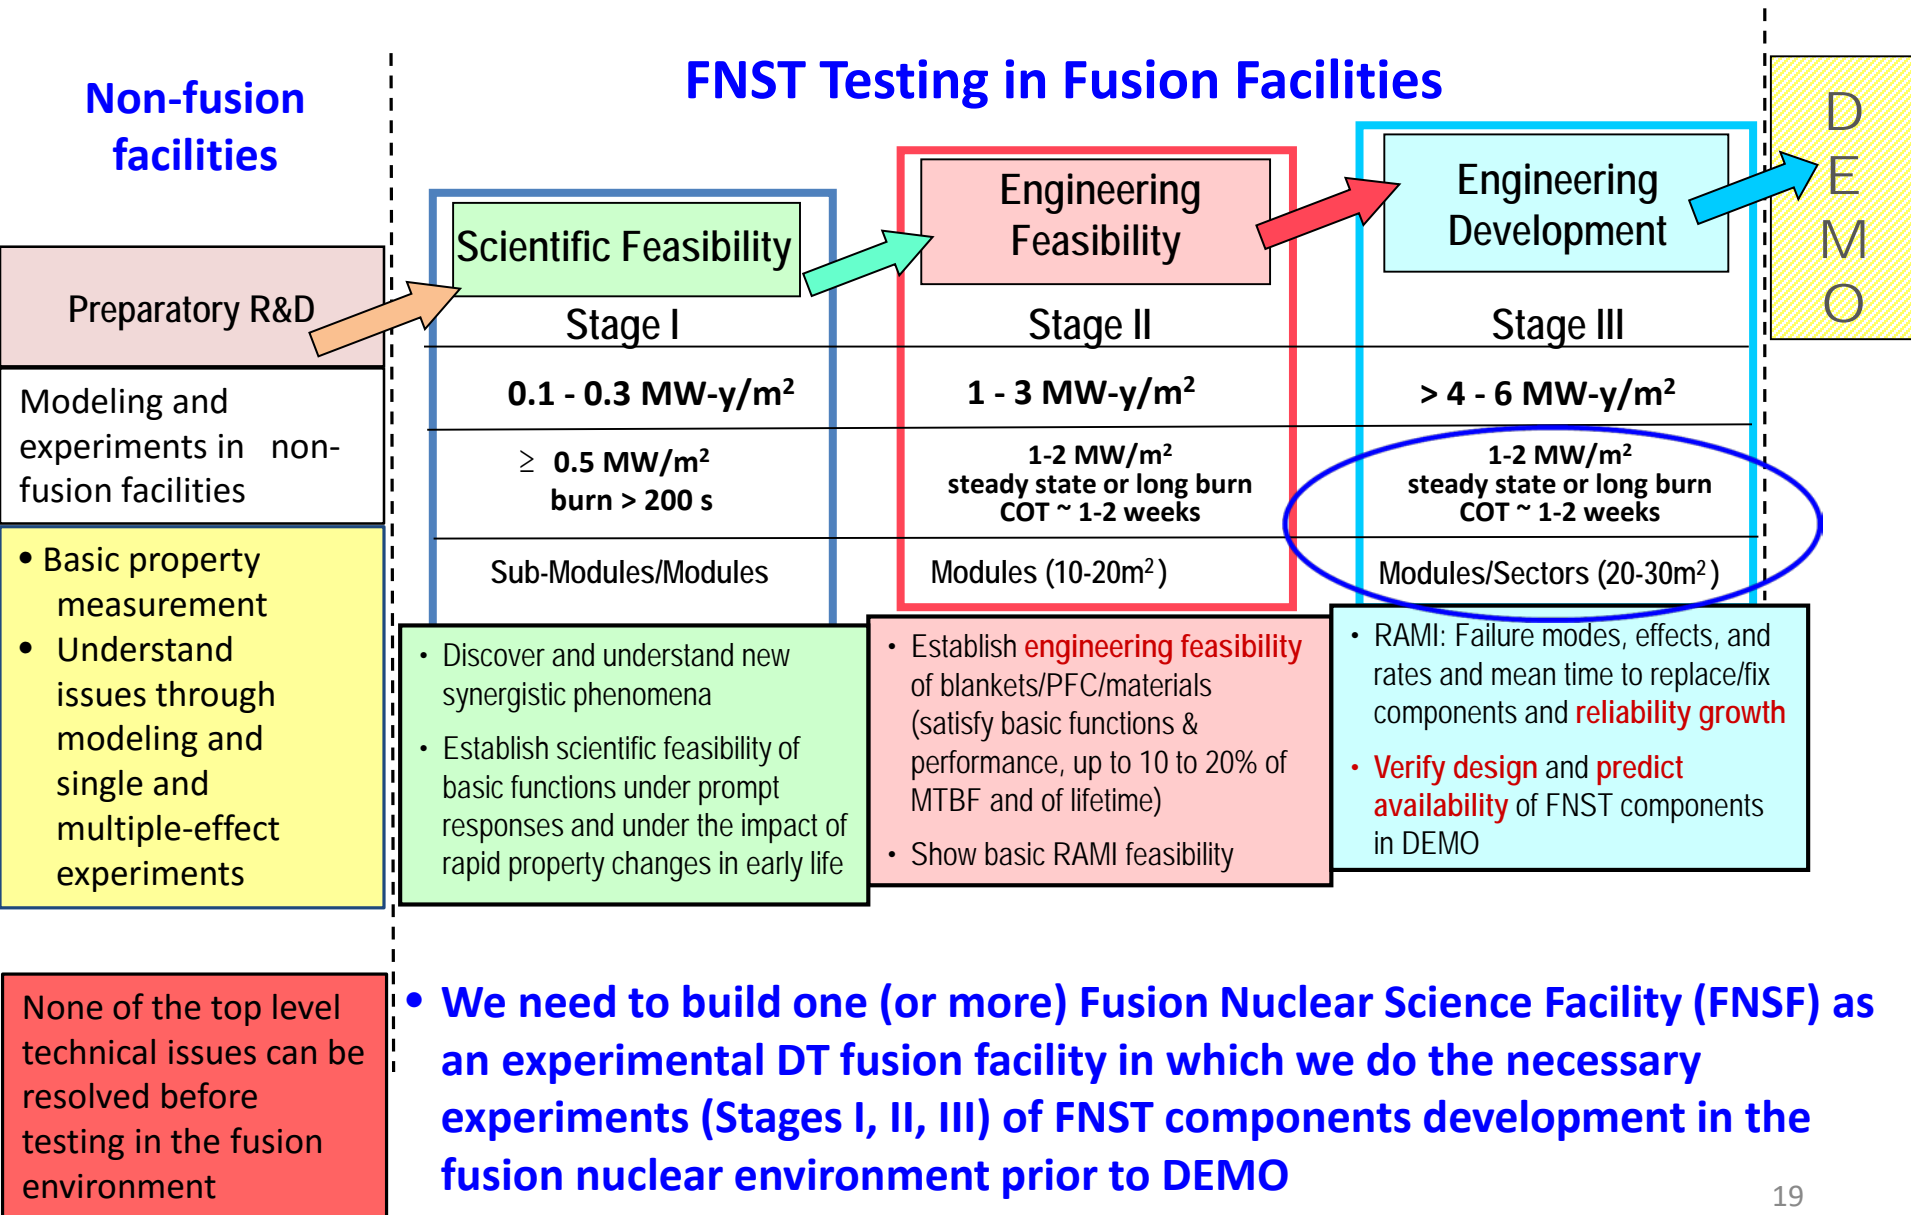 FNST Testing in Fusion Facilities
Non-fusion
facilities
Preparatory R&D
Modeling and
experiments in non-
fusion facilities
• Basic property
measurement
• Understand
issues through
modeling and
single and
multiple-effect
experiments
None of the top level
technical issues can be
resolved before
testing in the fusion
environment
Scientific Feasibility
Stage I
0.1 - 0.3 MW-y/m²
≥ 0.5 MW/m²
burn > 200 s
Sub-Modules/Modules
• Discover and understand new
synergistic phenomena
• Establish scientific feasibility of
basic functions under prompt
responses and under the impact of
rapid property changes in early life
Engineering
Feasibility
Stage II
1 - 3 MW-y/m²
1-2 MW/m²
steady state or long burn
COT ~ 1-2 weeks
Modules (10-20m²)
• Establish engineering feasibility
of blankets/PFC/materials
(satisfy basic functions &
performance, up to 10 to 20% of
MTBF and of lifetime)
• Show basic RAMI feasibility
Engineering
Development
Stage III
> 4 - 6 MW-y/m²
1-2 MW/m²
steady state or long burn
COT ~ 1-2 weeks
Modules/Sectors (20-30m²)
• RAMI: Failure modes, effects, and
rates and mean time to replace/fix
components and reliability growth
• Verify design and predict
availability of FNST components
in DEMO
D
E
M
O
• We need to build one (or more) Fusion Nuclear Science Facility (FNSF) as
an experimental DT fusion facility in which we do the necessary
experiments (Stages I, II, III) of FNST components development in the
fusion nuclear environment prior to DEMO
19